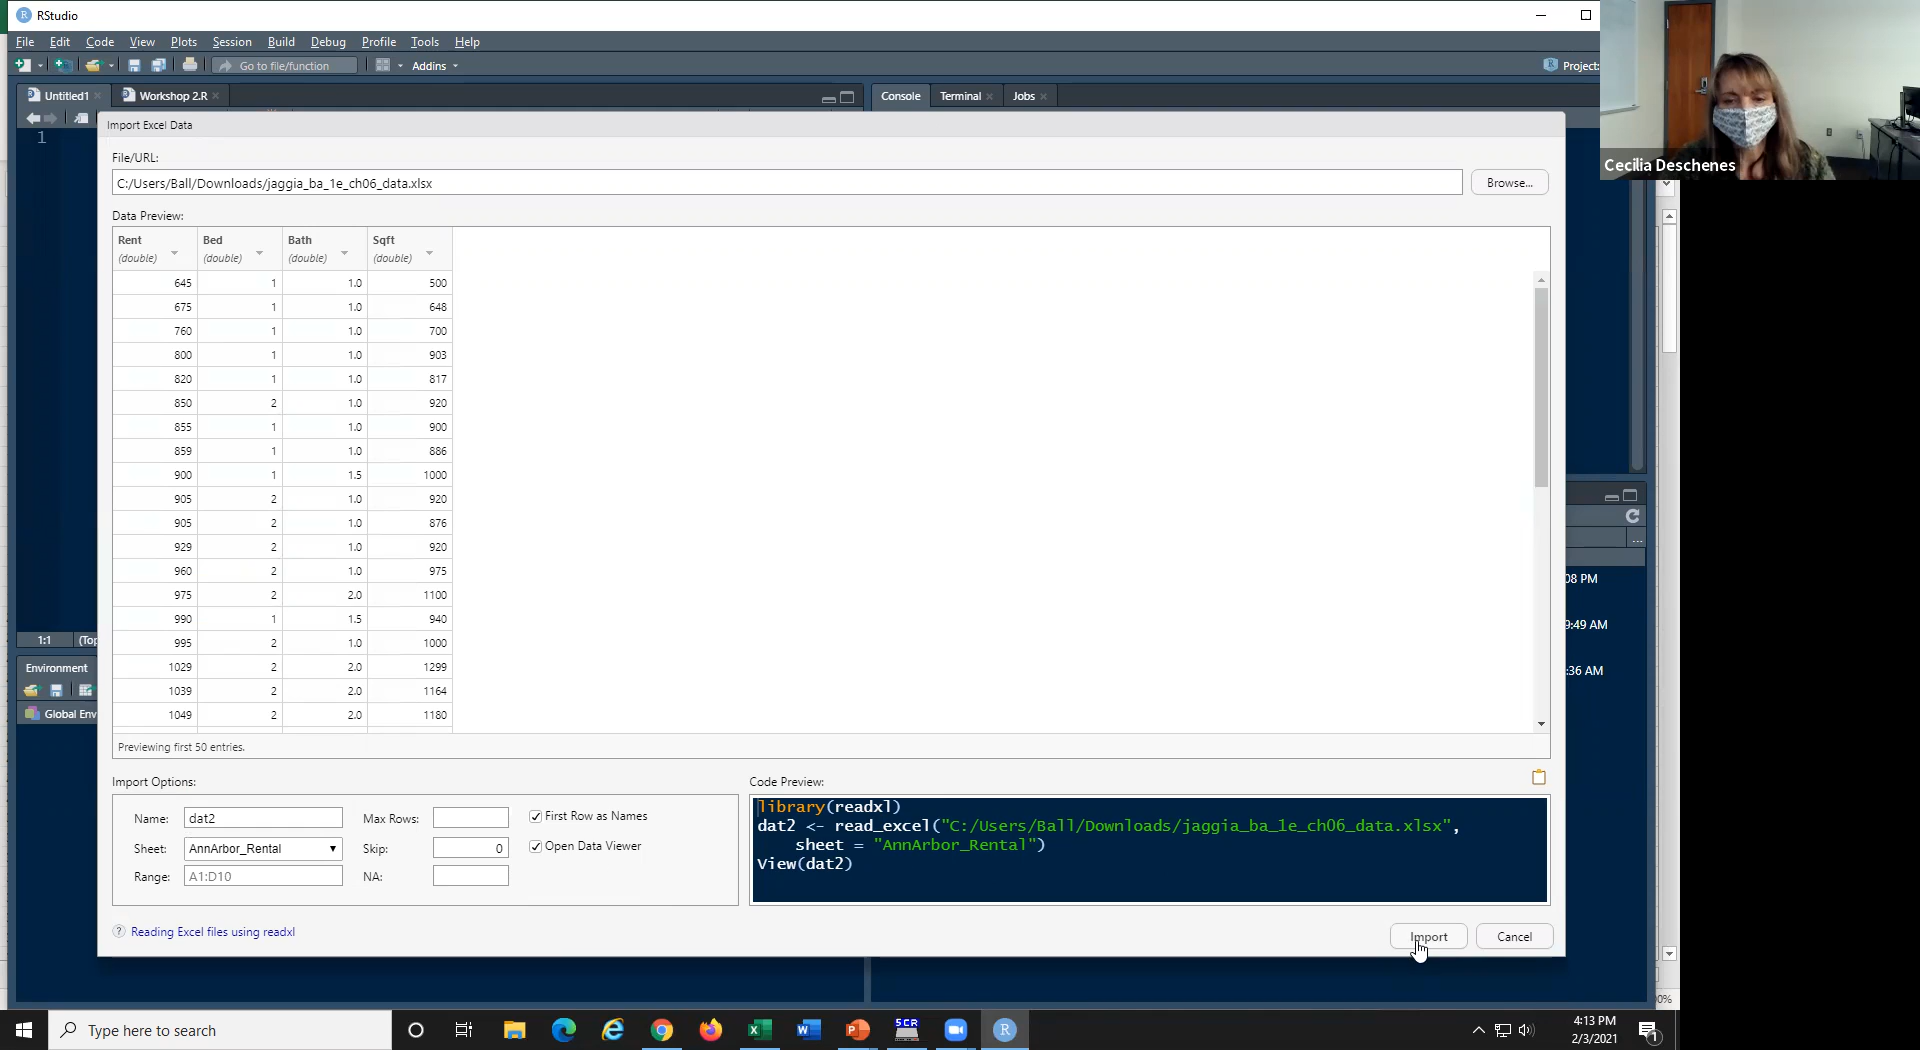 RStudio
File Edit Code View Plots Session Build Debug Profile Tools Help
Go to file/function Addins Project:
Untitled1 Workshop 2.R Console Terminal Jobs
1
Import Excel Data
File/URL:
C:/Users/Ball/Downloads/jaggia_ba_1e_ch06_data.xlsx Browse...
Data Preview:
Rent Bed Bath Sqft
(double) (double) (double) (double)
645 1 1.0 500
675 1 1.0 648
760 1 1.0 700
800 1 1.0 903
820 1 1.0 817
850 2 1.0 920
855 1 1.0 900
859 1 1.0 886
900 1 1.5 1000
905 2 1.0 920
905 2 1.0 876
929 2 1.0 920
960 2 1.0 975
975 2 2.0 1100
990 1 1.5 940
995 2 1.0 1000
1029 2 2.0 1299
1039 2 2.0 1164
1049 2 2.0 1180
Previewing first 50 entries.
Import Options:
Name: dat2 Max Rows: First Row as Names
Sheet: AnnArbor_Rental Skip: 0 Open Data Viewer
Range: A1:D10 NA:
Reading Excel files using readxl
Code Preview:
library(readxl)
dat2 <- read_excel("C:/Users/Ball/Downloads/jaggia_ba_1e_ch06_data.xlsx",
sheet = "AnnArbor_Rental")
View(dat2)
Import Cancel
1:1 (Top
Environment
Global Env
08 PM
9:49 AM
:36 AM
00%
Cecilia Deschenes
Type here to search
SCR
4:13 PM
2/3/2021
1